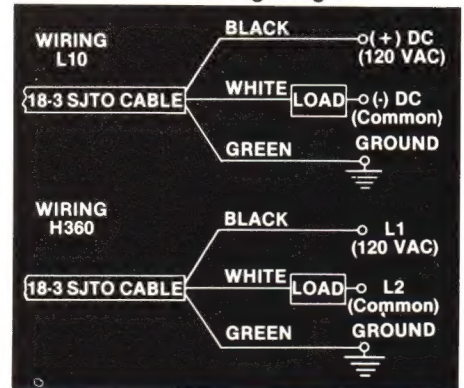 WIRING
L10
BLACK
(+) DC
(120 VAC)
18-3 SJTO CABLE
WHITE
LOAD
(-) DC
(Common)
GREEN
GROUND
WIRING
H360
BLACK
L1
(120 VAC)
18-3 SJTO CABLE
WHITE
LOAD
L2
(Common)
GREEN
GROUND